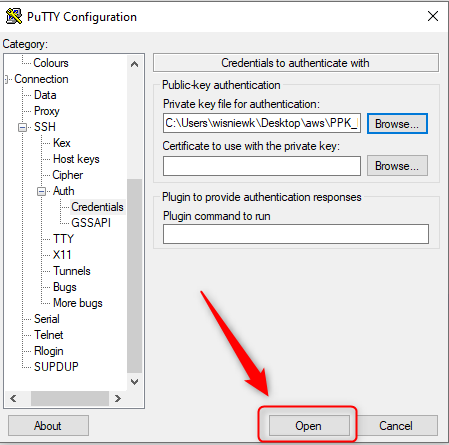 PuTTY Configuration
Category:
Colours
Connection
Data
Proxy
SSH
Kex
Host keys
Cipher
Auth
Credentials
GSSAPI
TTY
X11
Tunnels
Bugs
More bugs
Serial
Telnet
Rlogin
SUPDUP
Credentials to authenticate with
Public-key authentication
Private key file for authentication:
C:\Users\wisniewk\Desktop\aws\PPK_ Browse...
Certificate to use with the private key:
Browse...
Plugin to provide authentication responses
Plugin command to run
About Open Cancel